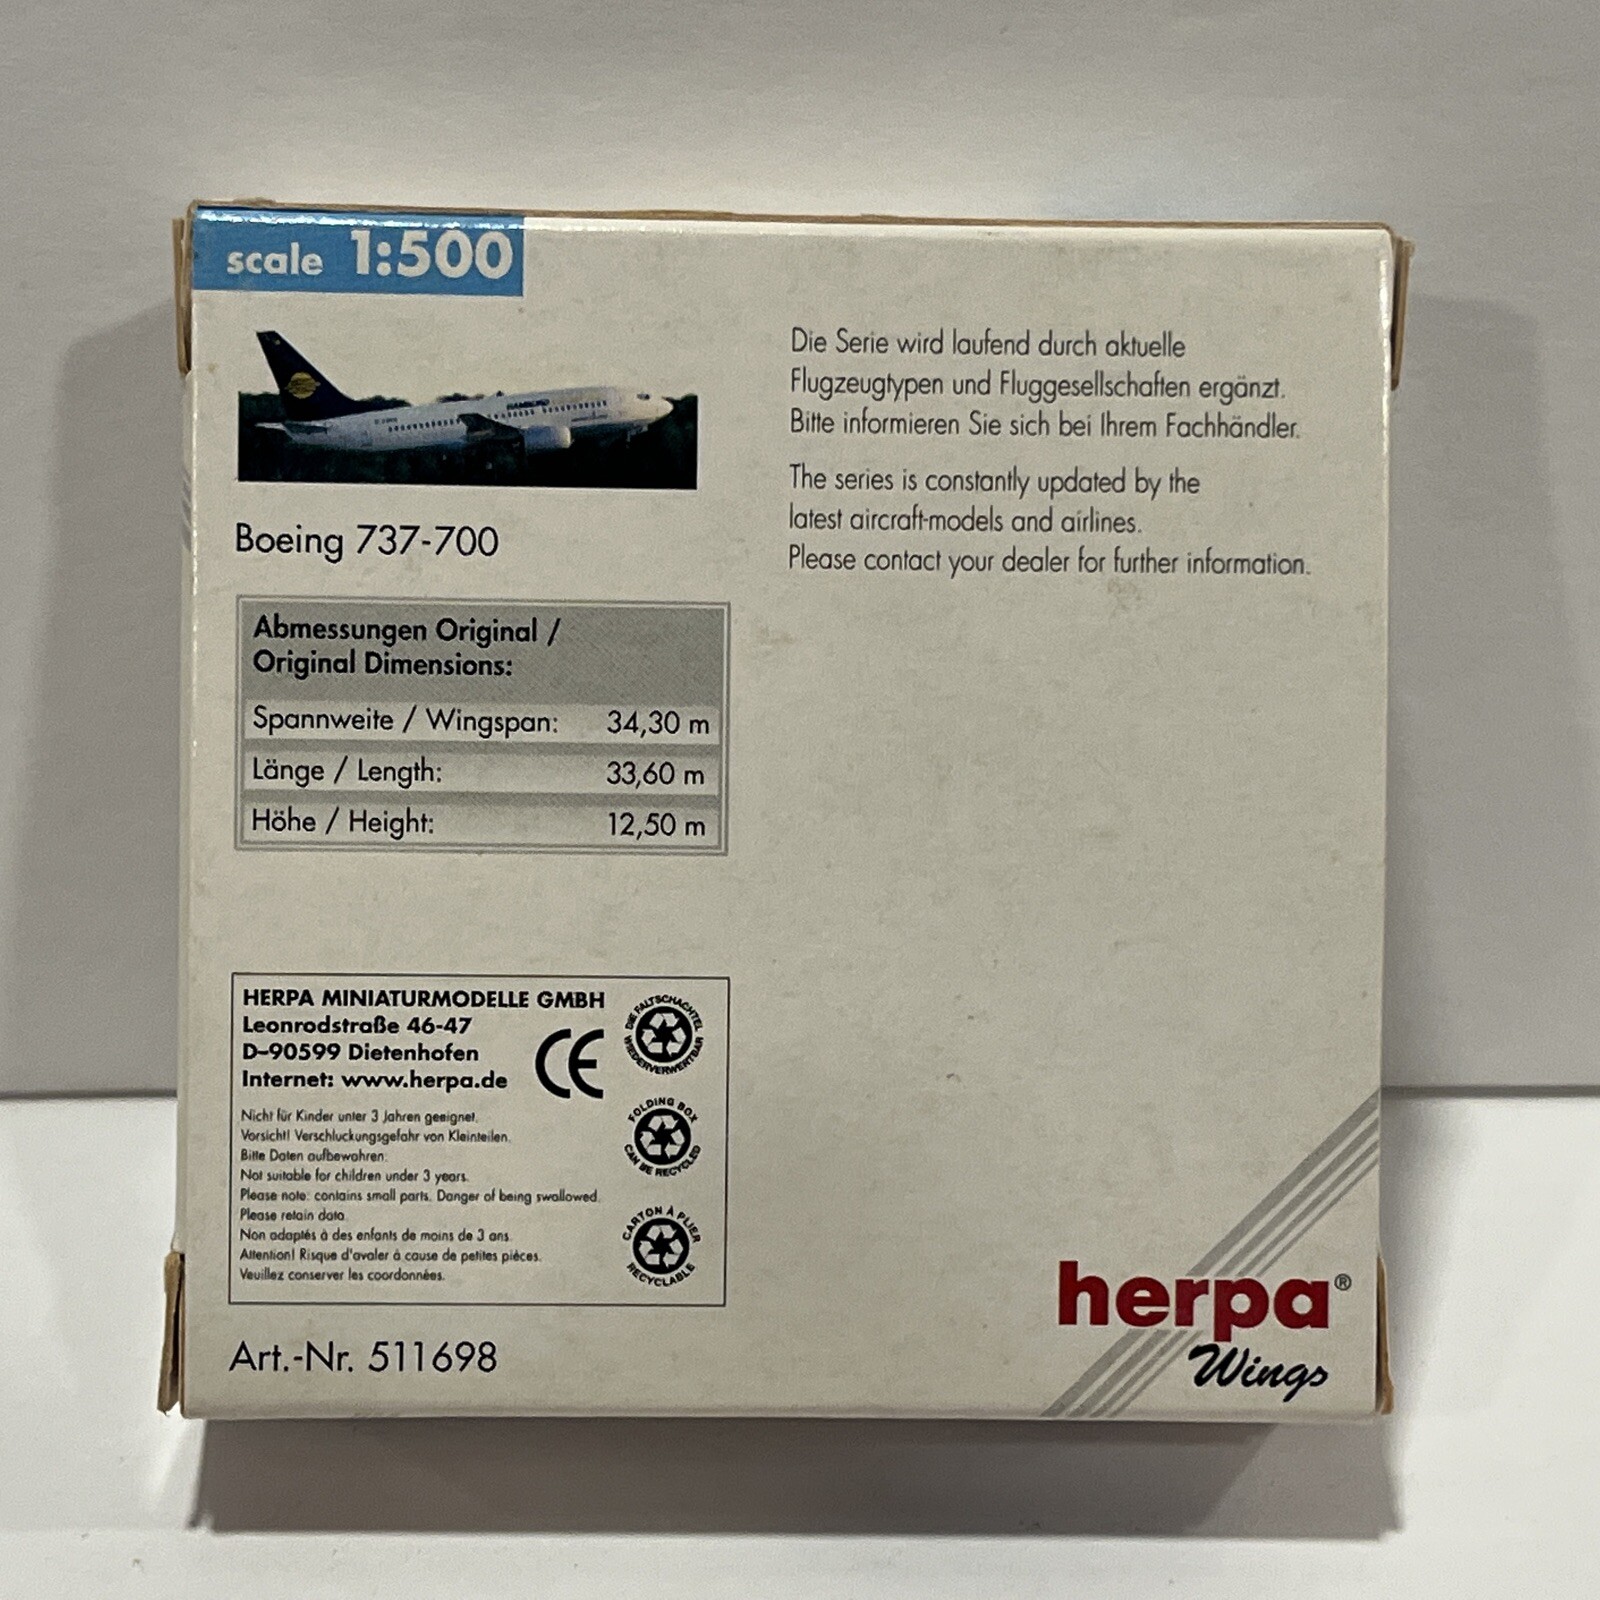 scale 1:500
Die Serie wird laufend durch aktuelle
Flugzeugtypen und Fluggesellschaften ergänzt.
Bitte informieren Sie sich bei Ihrem Fachhändler.
The series is constantly updated by the
latest aircraft-models and airlines.
Please contact your dealer for further information.
Boeing 737-700
Abmessungen Original /
Original Dimensions:
Spannweite / Wingspan: 34,30 m
Länge / Length: 33,60 m
Höhe / Height: 12,50 m
HERPA MINIATURMODELLE GMBH
Leonrodstraße 46-47
D-90599 Dietenhofen
Internet: www.herpa.de
CE
Nicht für Kinder unter 3 Jahren geeignet.
Vorsicht! Verschluckungsgefahr von Kleinteilen.
Bitte Daten aufbewahren.
Not suitable for children under 3 years.
Please note: contains small parts. Danger of being swallowed.
Please retain data.
Non adaptés à des enfants de moins de 3 ans.
Attention! Risque d'avaler à cause de petites pièces.
Veuillez conserver les coordonnées.
DIE FALTSCHACHTEL
WIEDERVERWERTBAR
FOLDING BOX
CAN BE RECYCLED
CARTON À PLIER
RECYCLABLE
Art.-Nr. 511698
herpa®
Wings